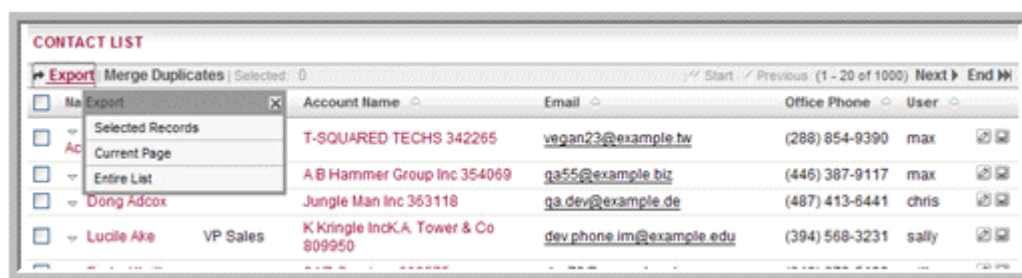 CONTACT LIST
Export | Merge Duplicates | Selected: 0 Start Previous (1 - 20 of 1000) Next End
Na Account Name Email Office Phone User
Export
Selected Records
Current Page
Entire List
Ac T-SQUARED TECHS 342265 vegan23@example.tw (288) 854-9390 max
A B Hammer Group Inc 354069 qa55@example.biz (446) 387-9117 max
Dong Adcox Jungle Man Inc 363118 qa.dev@example.de (487) 413-6441 chris
Lucile Ake VP Sales K Kringle IncK.A. Tower & Co 809950 dev.phone.im@example.edu (394) 568-3231 sally